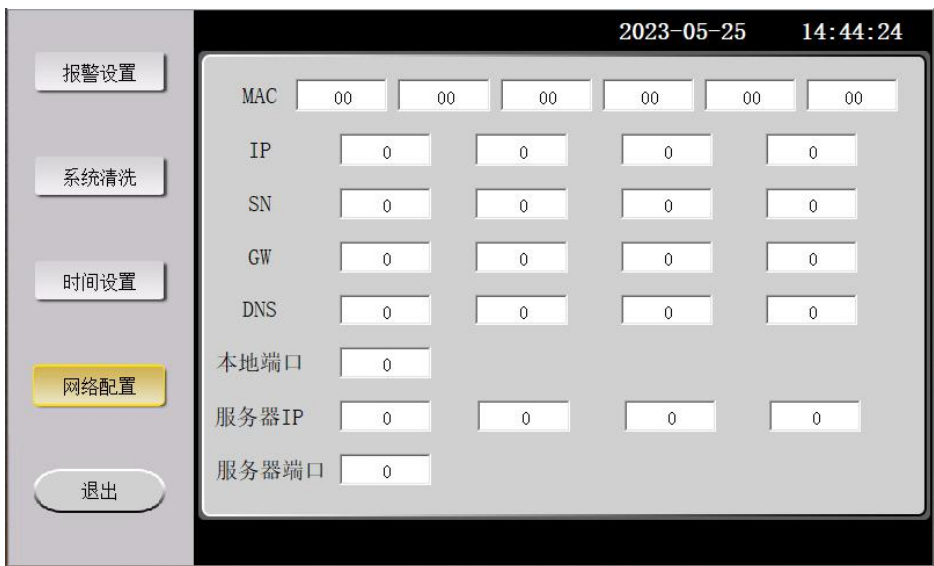 2023-05-25 14:44:24
报警设置
系统清洗
时间设置
网络配置
退出
MAC 00 00 00 00 00 00
IP 0 0 0 0
SN 0 0 0 0
GW 0 0 0 0
DNS 0 0 0 0
本地端口 0
服务器IP 0 0 0 0
服务器端口 0